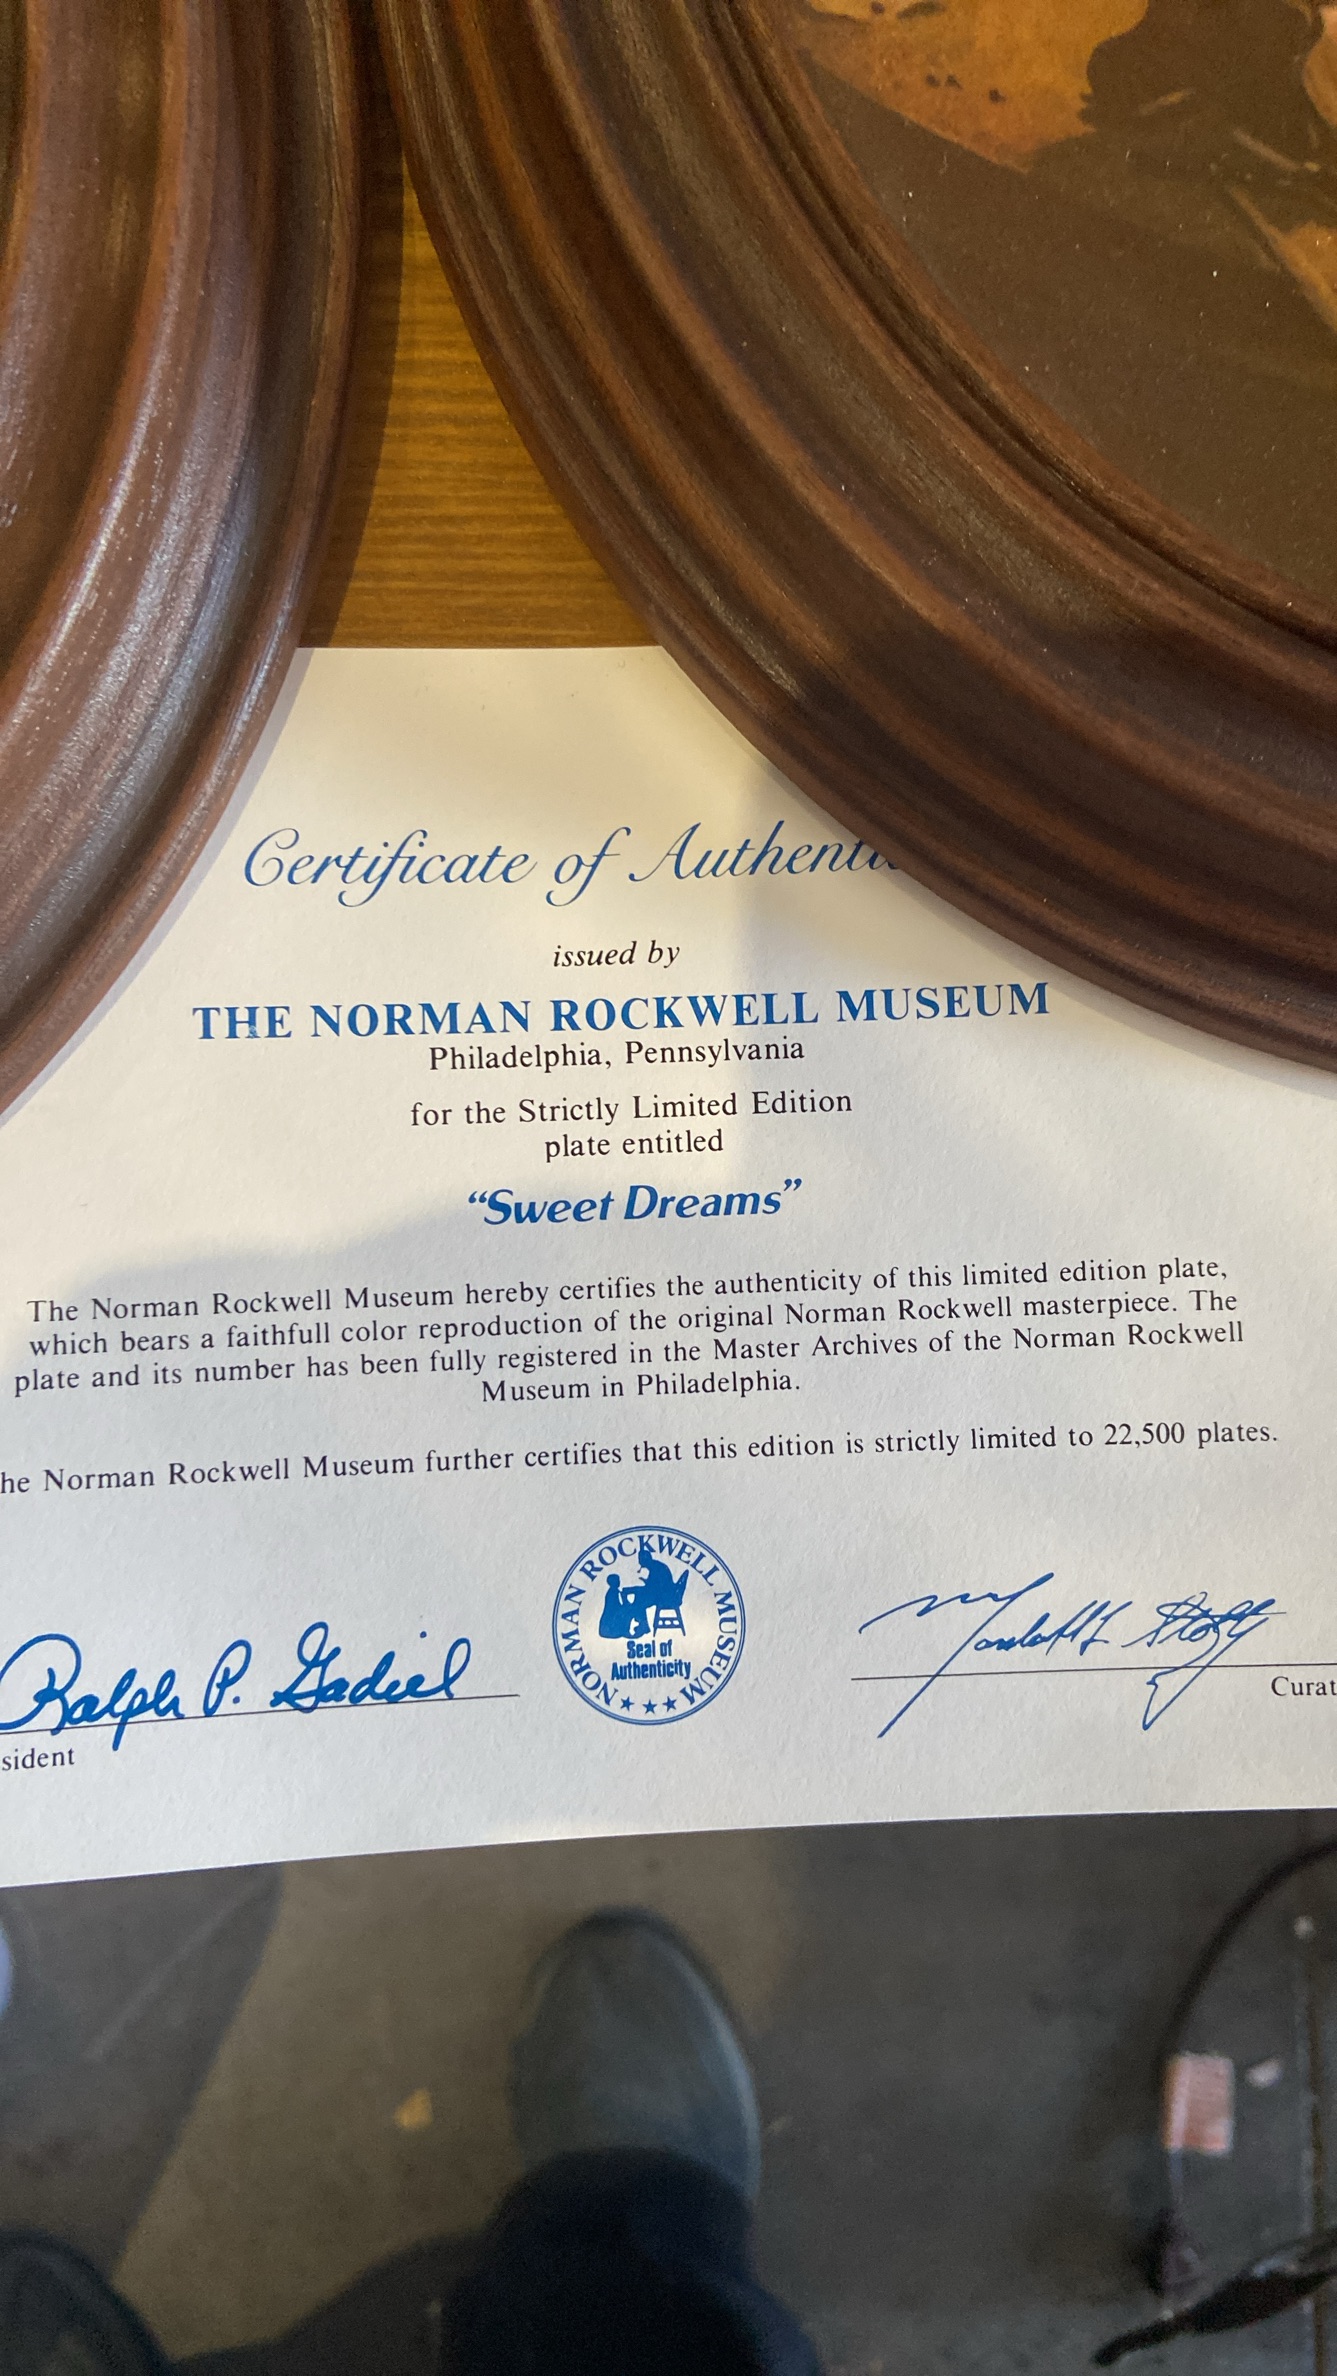 Certificate of Authenti
issued by
THE NORMAN ROCKWELL MUSEUM
Philadelphia, Pennsylvania
for the Strictly Limited Edition
plate entitled
“Sweet Dreams”
The Norman Rockwell Museum hereby certifies the authenticity of this limited edition plate,
which bears a faithfull color reproduction of the original Norman Rockwell masterpiece. The
plate and its number has been fully registered in the Master Archives of the Norman Rockwell
Museum in Philadelphia.
he Norman Rockwell Museum further certifies that this edition is strictly limited to 22,500 plates.
NORMAN ROCKWELL MUSEUM
Seal of
Authenticity
Ralph P. Gadiel
sident
Curat